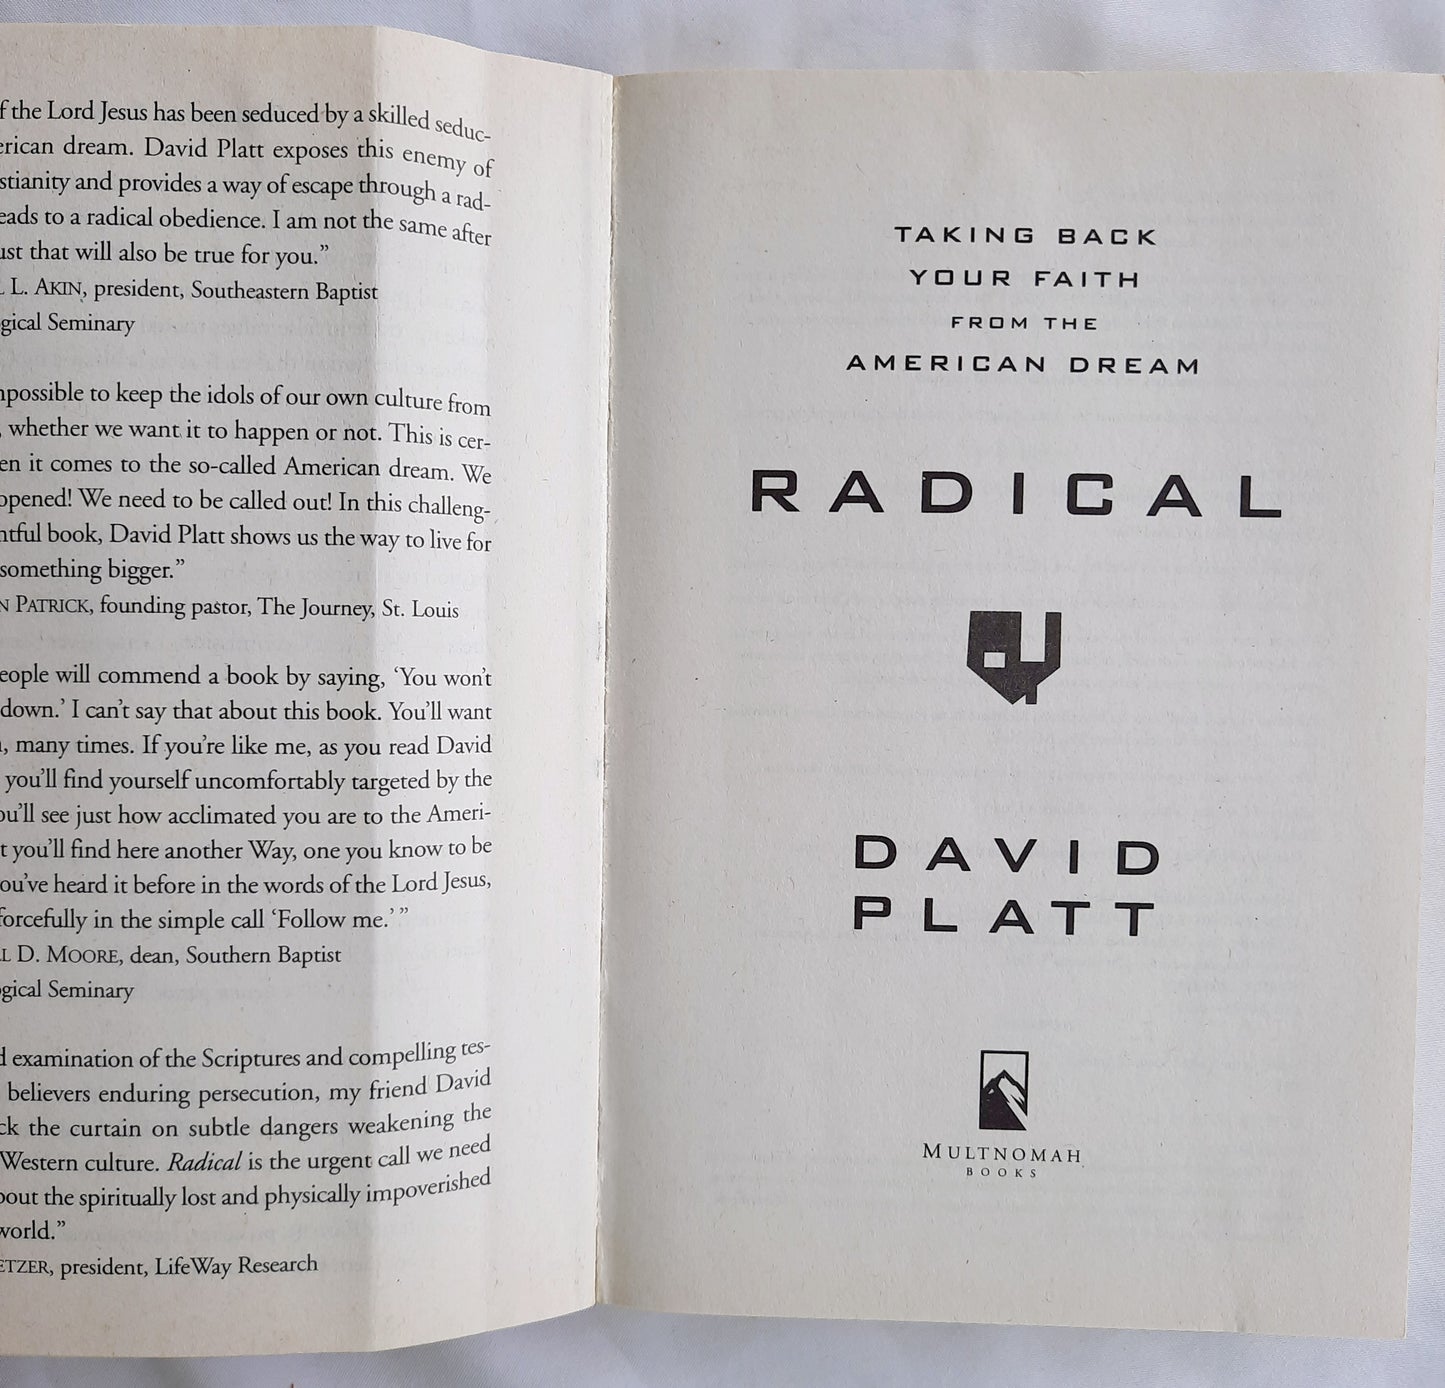 f the Lord Jesus has been seduced by a skilled seduc-
erican dream. David Platt exposes this enemy of
stianity and provides a way of escape through a rad-
eads to a radical obedience. I am not the same after
ust that will also be true for you.”
L. AKIN, president, Southeastern Baptist
gical Seminary
mpossible to keep the idols of our own culture from
, whether we want it to happen or not. This is cer-
en it comes to the so-called American dream. We
opened! We need to be called out! In this challeng-
htful book, David Platt shows us the way to live for
something bigger.”
N PATRICK, founding pastor, The Journey, St. Louis
eople will commend a book by saying, ‘You won’t
down.’ I can’t say that about this book. You’ll want
, many times. If you’re like me, as you read David
you’ll find yourself uncomfortably targeted by the
ou’ll see just how acclimated you are to the Ameri-
t you’ll find here another Way, one you know to be
ou’ve heard it before in the words of the Lord Jesus,
forcefully in the simple call ‘Follow me.’”
LL D. MOORE, dean, Southern Baptist
ogical Seminary
d examination of the Scriptures and compelling tes-
believers enduring persecution, my friend David
ck the curtain on subtle dangers weakening the
Western culture. Radical is the urgent call we need
bout the spiritually lost and physically impoverished
world.”
ETZER, president, LifeWay Research
TAKING BACK
YOUR FAITH
FROM THE
AMERICAN DREAM
RADICAL
DAVID
PLATT
MULTNOMAH
BOOKS